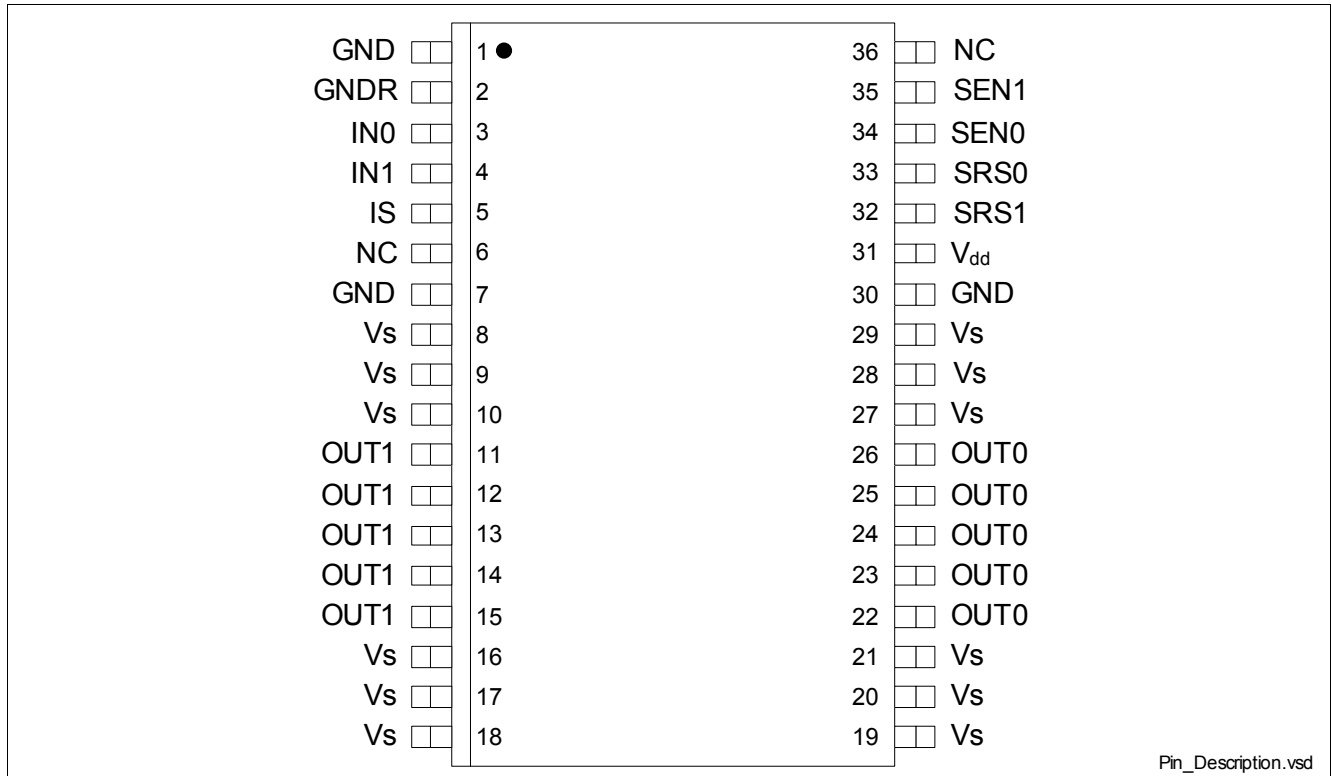 GND 1 36 NC
GNDR 2 35 SEN1
IN0 3 34 SEN0
IN1 4 33 SRS0
IS 5 32 SRS1
NC 6 31 Vdd
GND 7 30 GND
Vs 8 29 Vs
Vs 9 28 Vs
Vs 10 27 Vs
OUT1 11 26 OUT0
OUT1 12 25 OUT0
OUT1 13 24 OUT0
OUT1 14 23 OUT0
OUT1 15 22 OUT0
Vs 16 21 Vs
Vs 17 20 Vs
Vs 18 19 Vs
Pin_Description.vsd